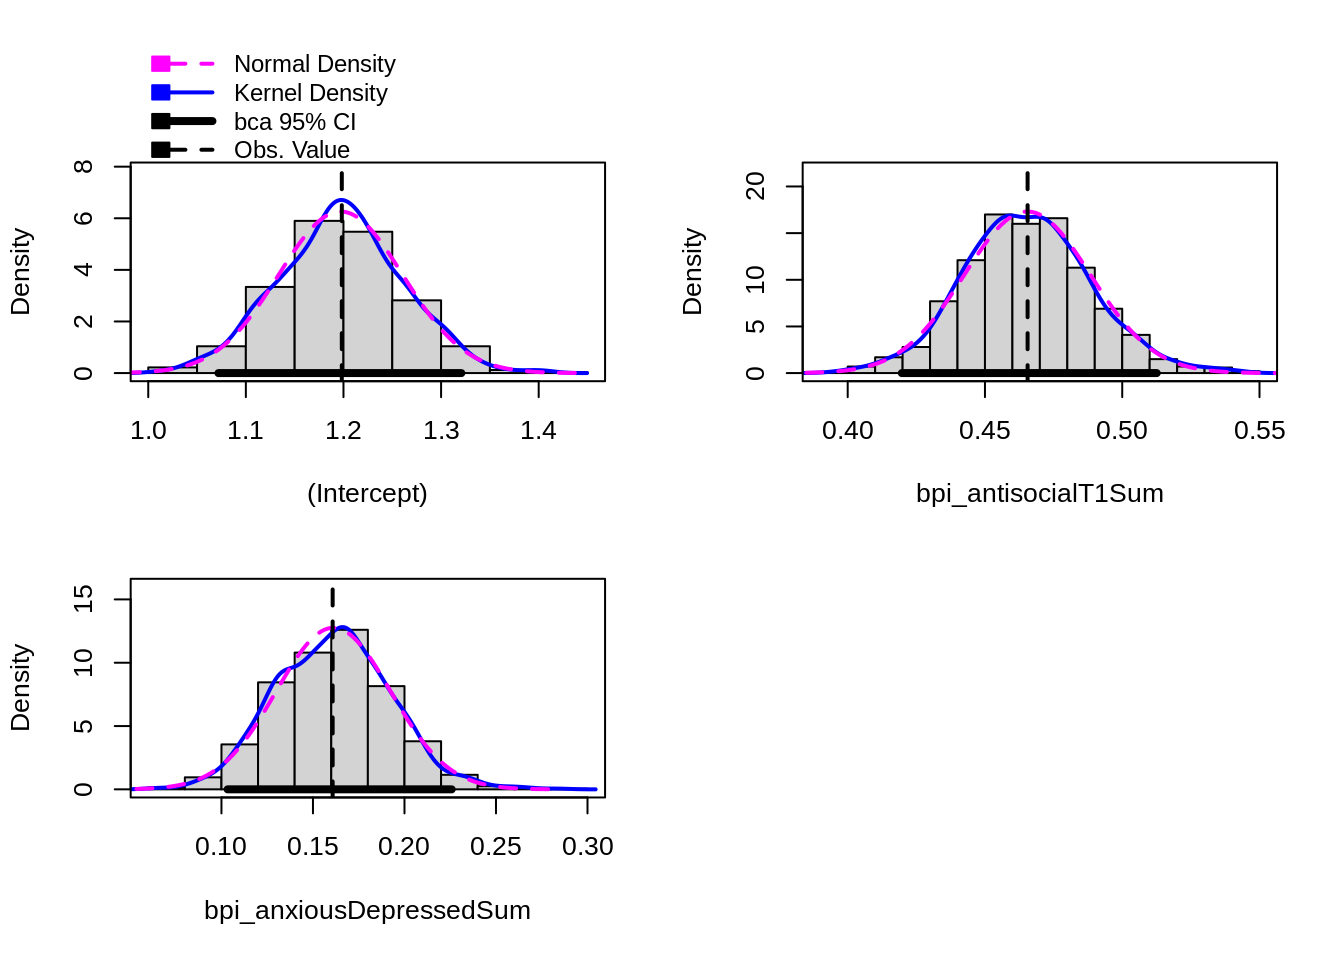 Normal Density
Kernel Density
bca 95% CI
Obs. Value
Density
0 2 4 6 8
1.0 1.1 1.2 1.3 1.4
(Intercept)
Density
0 5 10 20
0.40 0.45 0.50 0.55
bpi_antisocialT1Sum
Density
0 5 10 15
0.10 0.15 0.20 0.25 0.30
bpi_anxiousDepressedSum